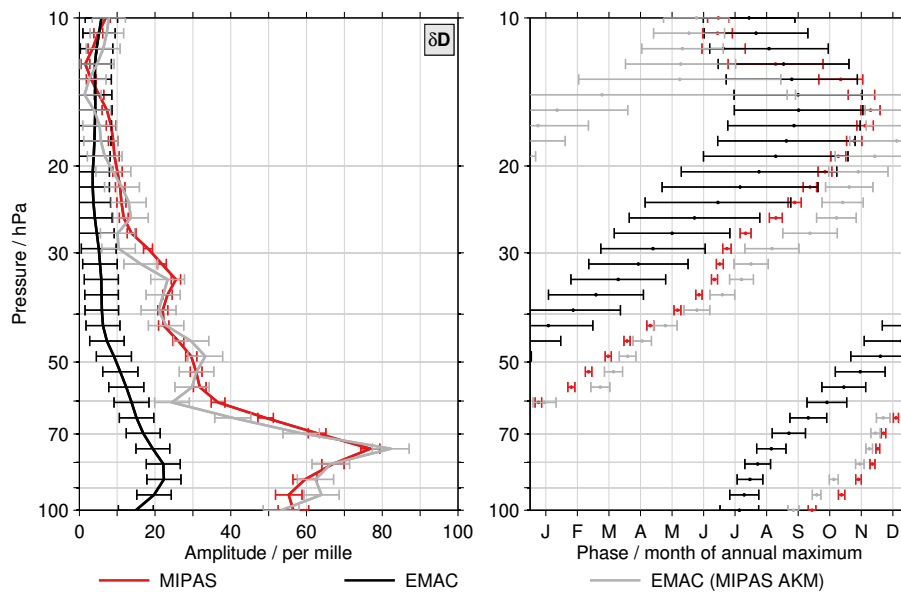 10
20
30
50
70
100
Pressure / hPa
0 20 40 60 80 100
Amplitude / per mille
δD
10
20
30
50
70
100
J F M A M J J A S O N D
Phase / month of annual maximum
MIPAS EMAC EMAC (MIPAS AKM)